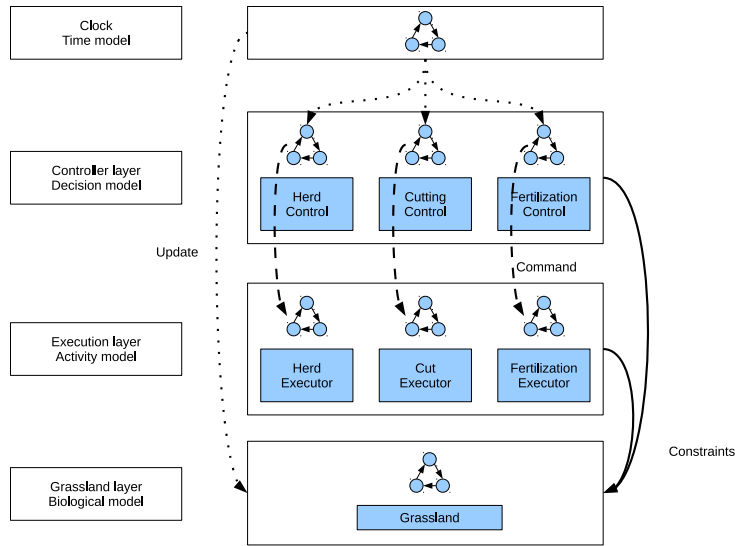 Clock
Time model
Controller layer
Decision model
Herd
Control
Cutting
Control
Fertilization
Control
Update
Command
Execution layer
Activity model
Herd
Executor
Cut
Executor
Fertilization
Executor
Constraints
Grassland layer
Biological model
Grassland